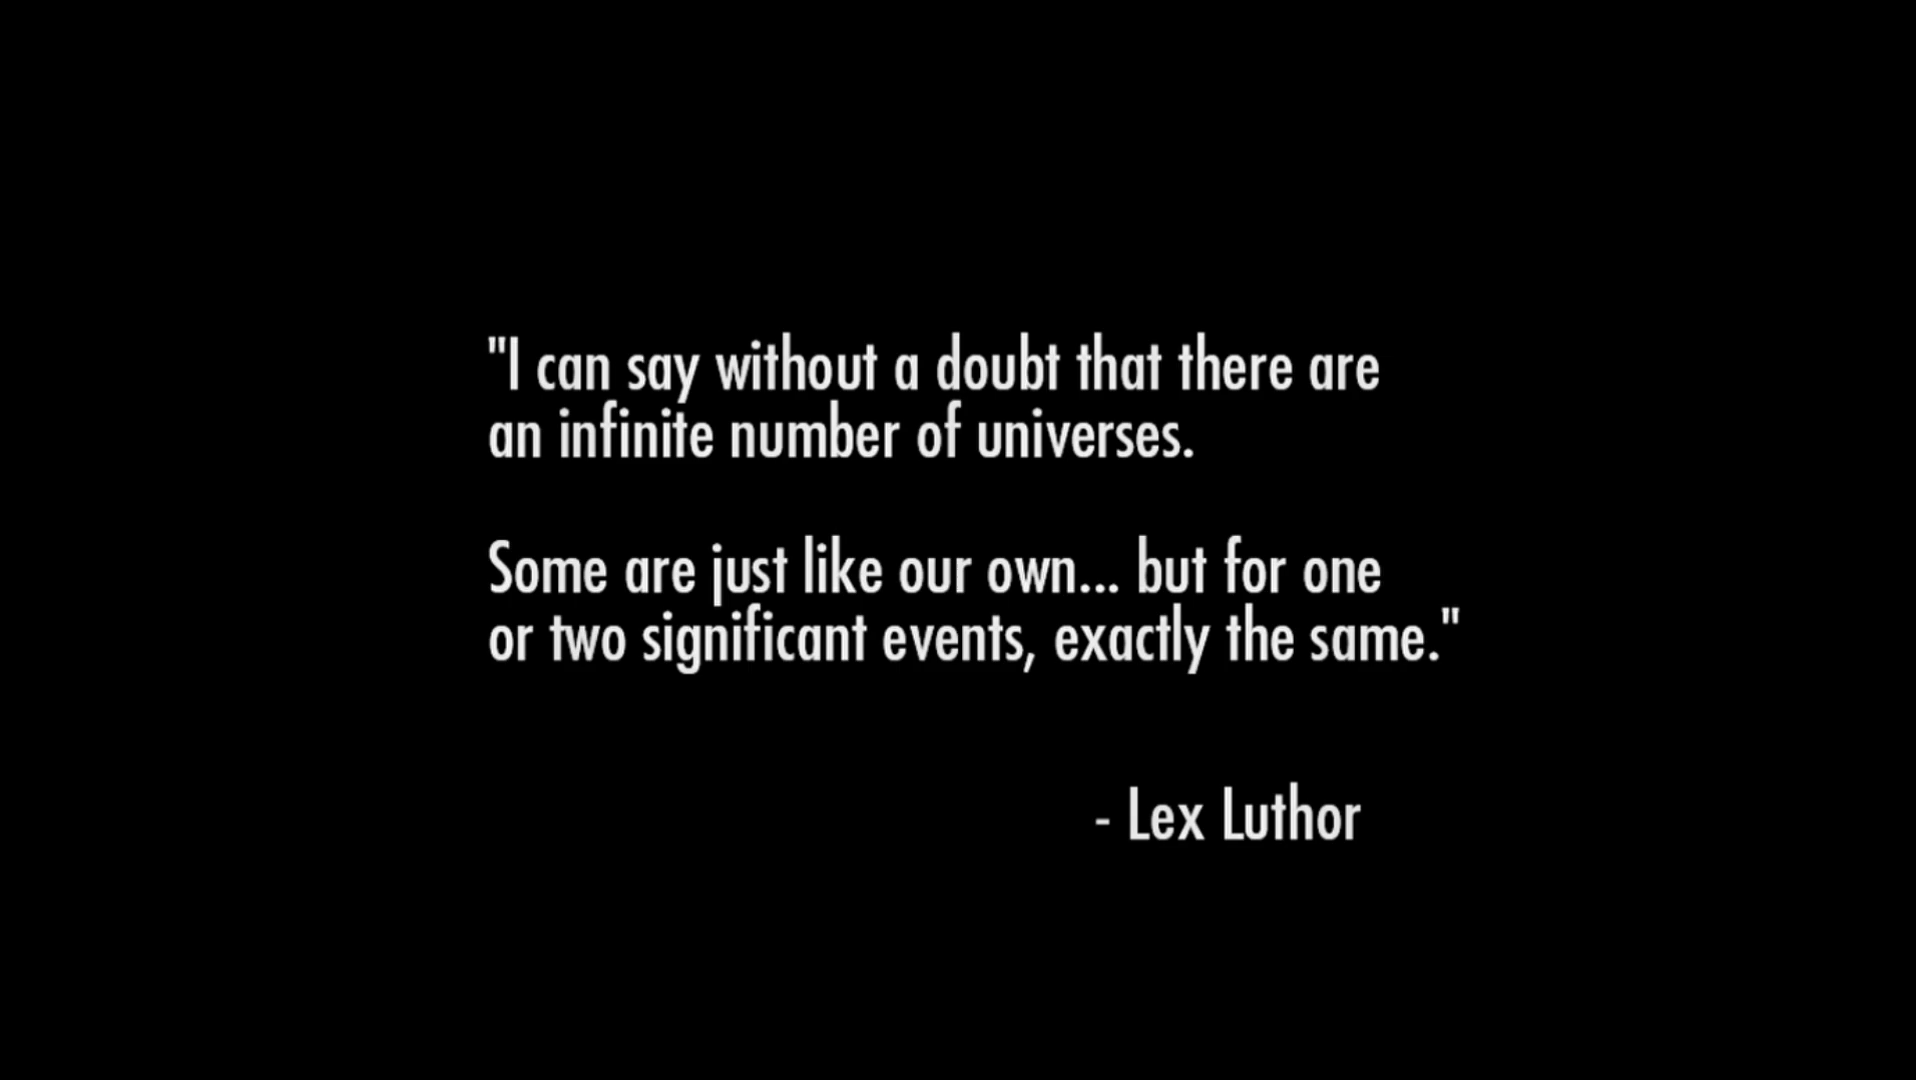 "I can say without a doubt that there are
an infinite number of universes.
Some are just like our own... but for one
or two significant events, exactly the same."
- Lex Luthor